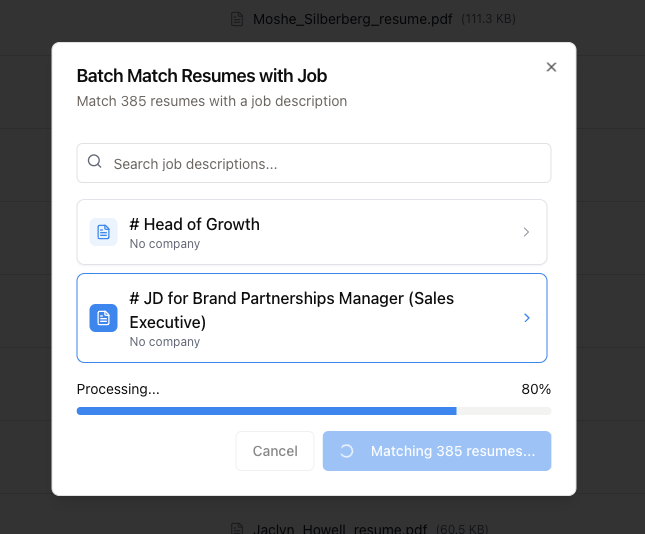 Moshe_Silberberg_resume.pdf (111.3 KB)
Batch Match Resumes with Job
Match 385 resumes with a job description
Search job descriptions...
# Head of Growth
No company
# JD for Brand Partnerships Manager (Sales
Executive)
No company
Processing... 80%
Cancel Matching 385 resumes...
Jaclyn_Howell_resume.pdf (60.5 KB)